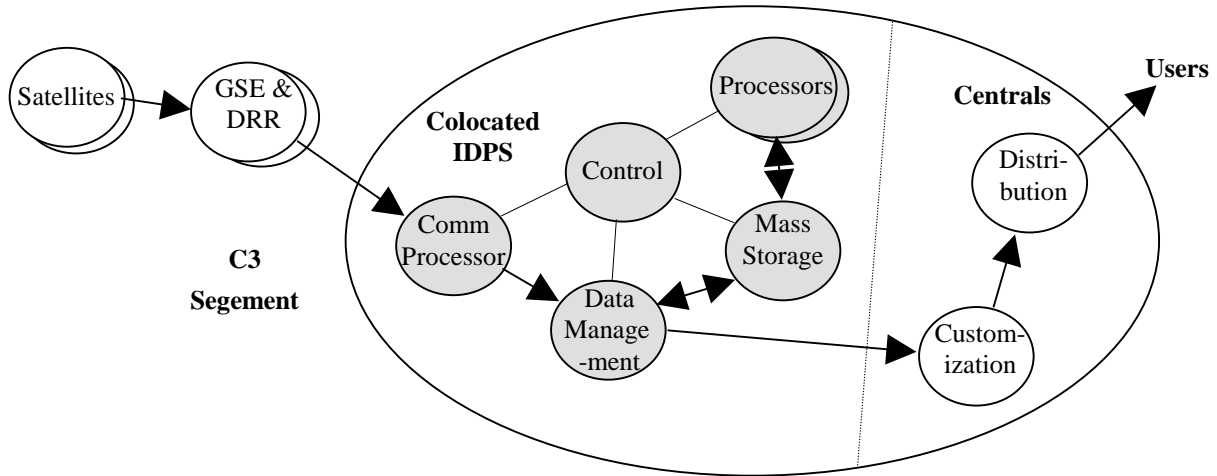 Satellites
GSE &
DRR
C3
Segement
Colocated
IDPS
Comm
Processor
Control
Processors
Mass
Storage
Data
Manage
-ment
Centrals
Custom-
ization
Distri-
bution
Users